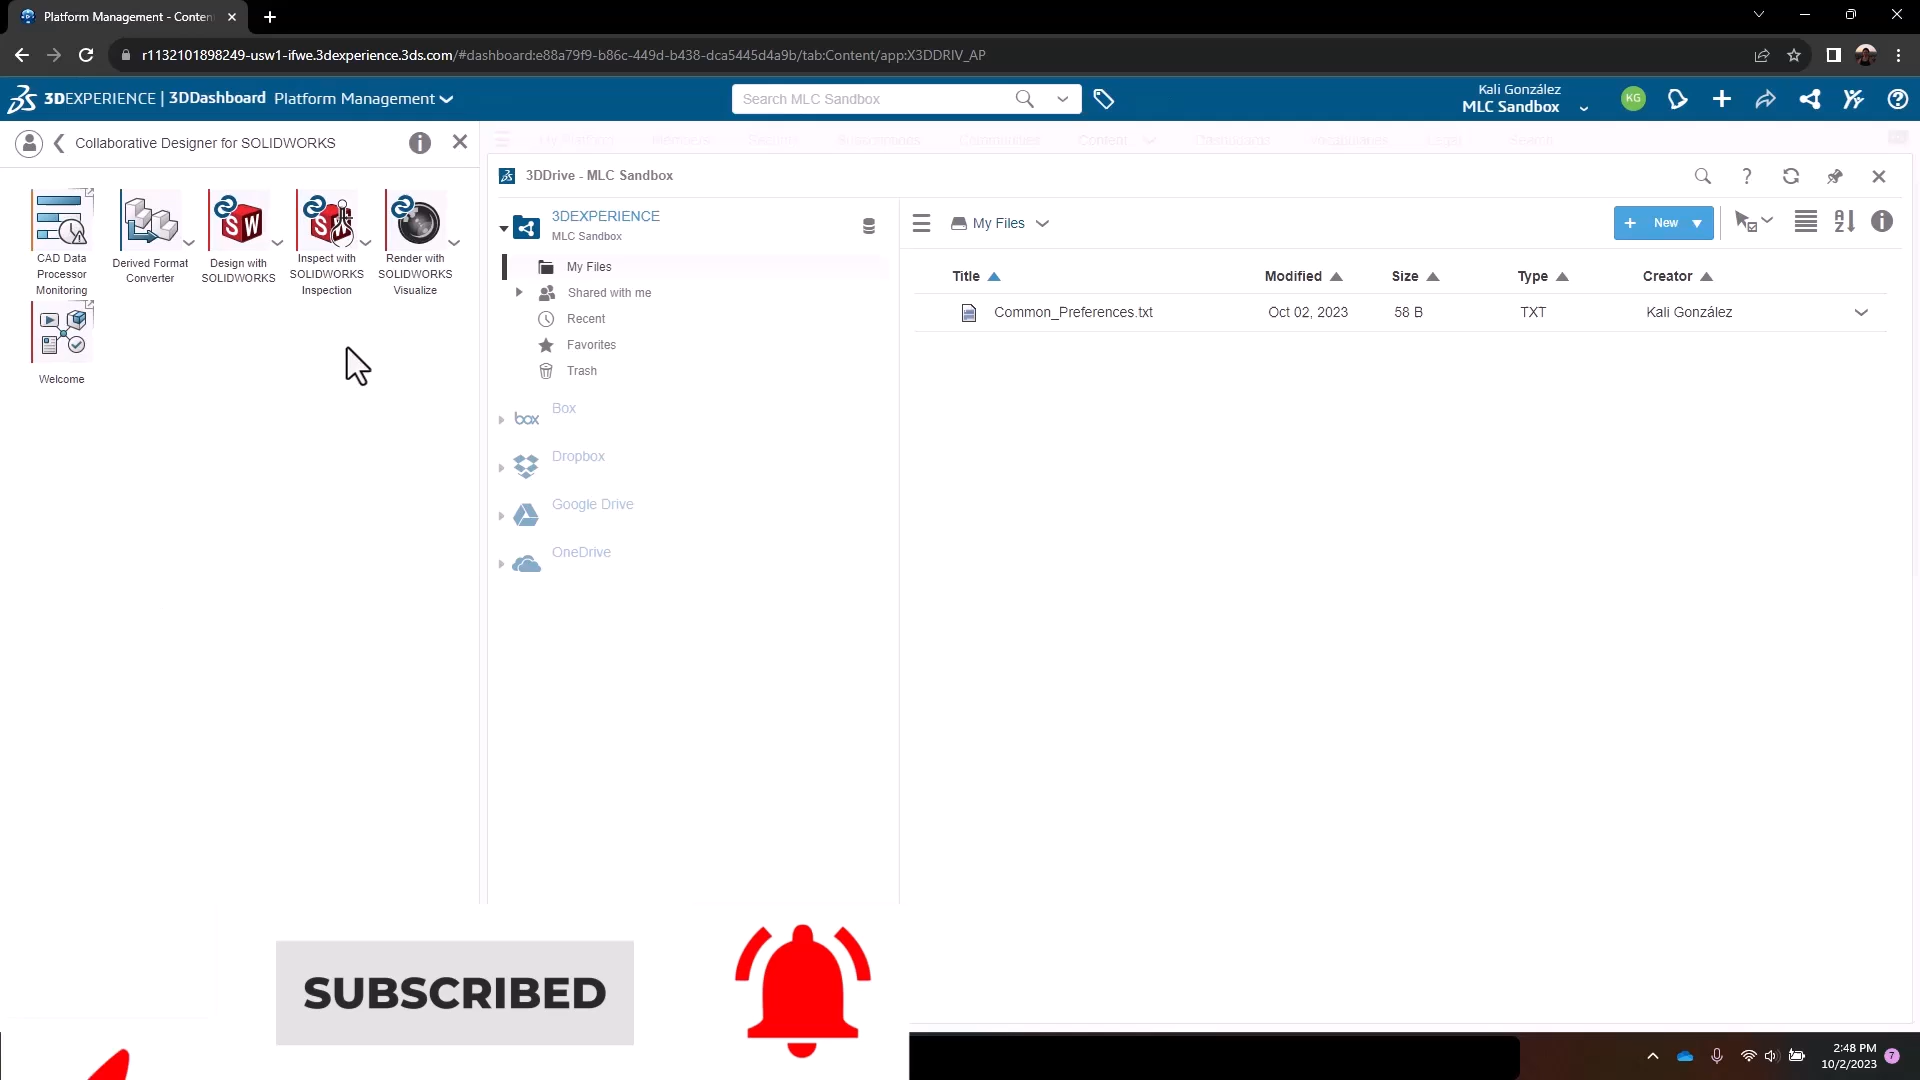 Platform Management - Conten
r1132101898249-usw1-ifwe.3dexperience.3ds.com/#dashboard:e88a79f9-b86c-449d-b438-dca5445d4a9b/tab:Content/app:X3DDRIV_AP
3DEXPERIENCE | 3DDashboard Platform Management
Search MLC Sandbox
Kali González
MLC Sandbox
KG
Collaborative Designer for SOLIDWORKS
Content
3DDrive - MLC Sandbox
CAD Data Processor Monitoring
Derived Format Converter
Design with SOLIDWORKS
Inspect with SOLIDWORKS Inspection
Render with SOLIDWORKS Visualize
Welcome
3DEXPERIENCE
MLC Sandbox
My Files
Shared with me
Recent
Favorites
Trash
box Box
Dropbox
Google Drive
OneDrive
My Files
+ New
Title Modified Size Type Creator
Common_Preferences.txt Oct 02, 2023 58 B TXT Kali González
SUBSCRIBED
2:48 PM
10/2/2023
7